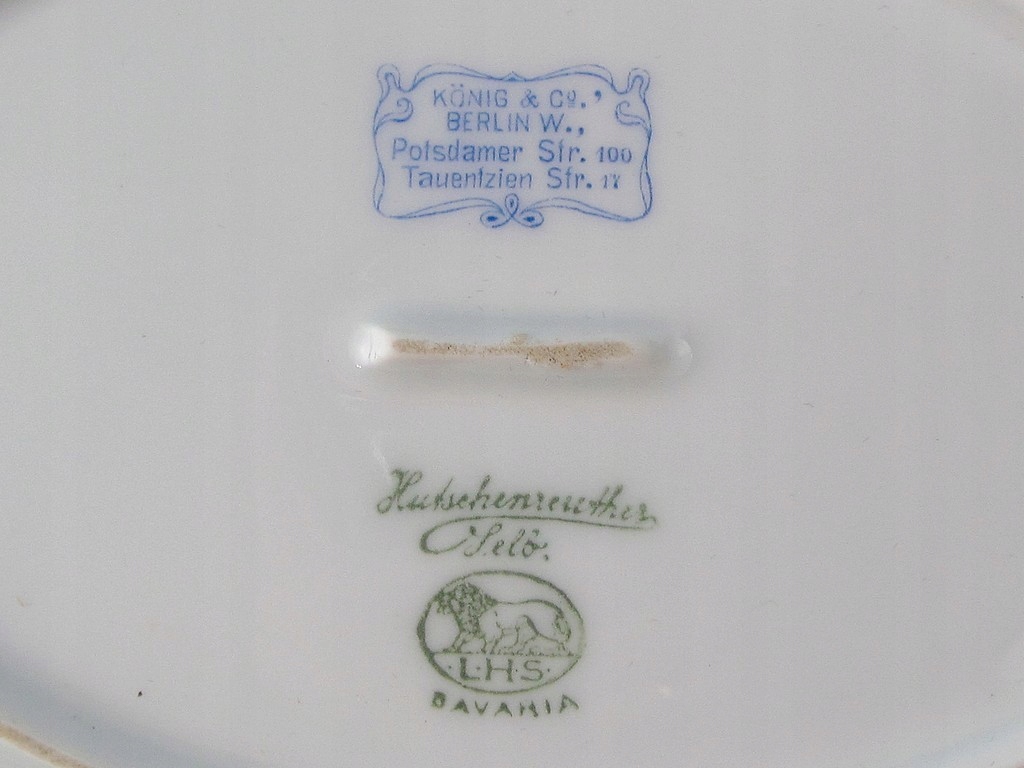 KÖNIG & Co.,
BERLIN W.,
Potsdamer Str. 100
Tauentzien Str. 17
Hutschenreuther
Selb.
L·H·S·
BAVARIA